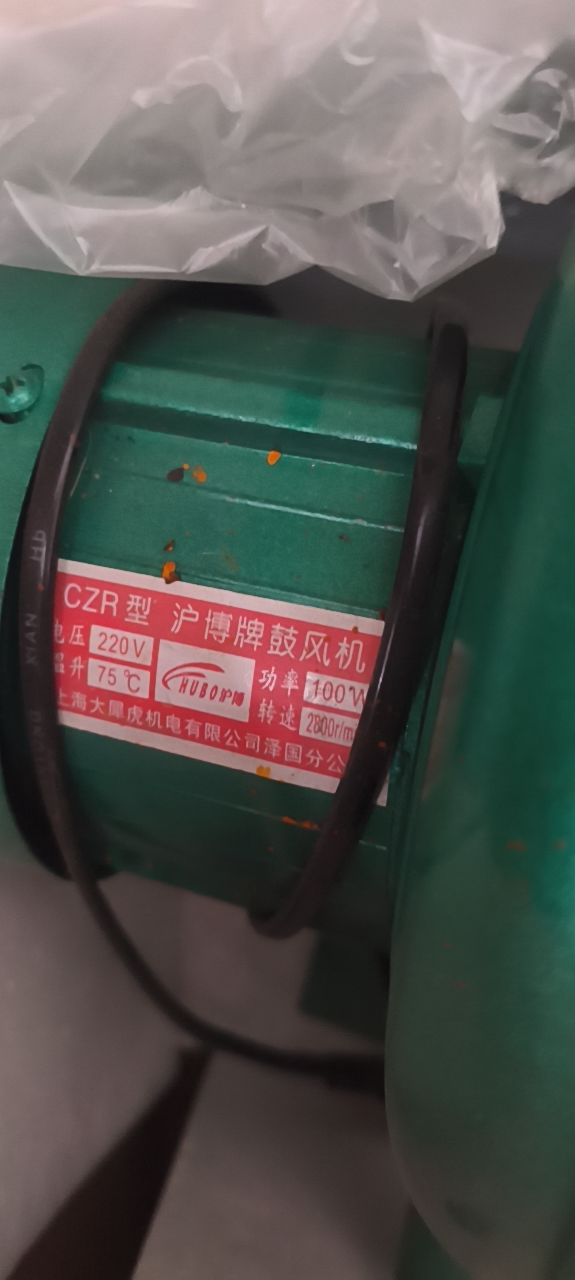 CZR型 沪博牌鼓风机
电压 220V
温升 75℃
HUBO沪博
功率 100W
转速 2800r/m
上海大犀虎机电有限公司泽国分公
XIAN